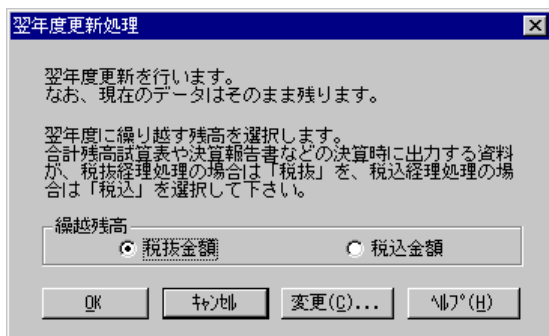 翌年度更新処理
翌年度更新を行います。
なお、現在のデータはそのまま残ります。
翌年度に繰り越す残高を選択します。
合計残高試算表や決算報告書などの決算時に出力する資料
が、税抜経理処理の場合は「税抜」を、税込経理処理の場
合は「税込」を選択して下さい。
繰越残高
税抜金額 税込金額
OK ｷｬﾝｾﾙ 変更(C)... ﾍﾙﾌﾟ(H)